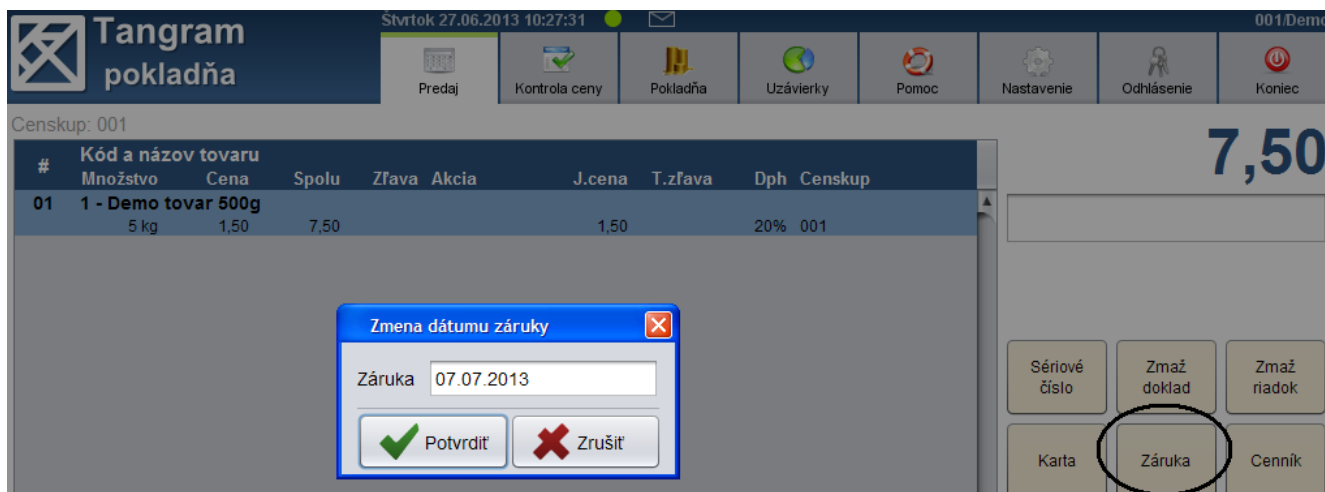 Tangram
pokladňa
Štvrtok 27.06.2013 10:27:31
001/Demo
Predaj
Kontrola ceny
Pokladňa
Uzávierky
Pomoc
Nastavenie
Odhlásenie
Koniec
Censkup: 001
7,50
# Kód a názov tovaru
Množstvo Cena Spolu Zľava Akcia J.cena T.zľava Dph Censkup
01 1 - Demo tovar 500g
5 kg 1,50 7,50 1,50 20% 001
Zmena dátumu záruky
Záruka 07.07.2013
Potvrdiť
Zrušiť
Sériové
číslo
Zmaž
doklad
Zmaž
riadok
Karta
Záruka
Cenník